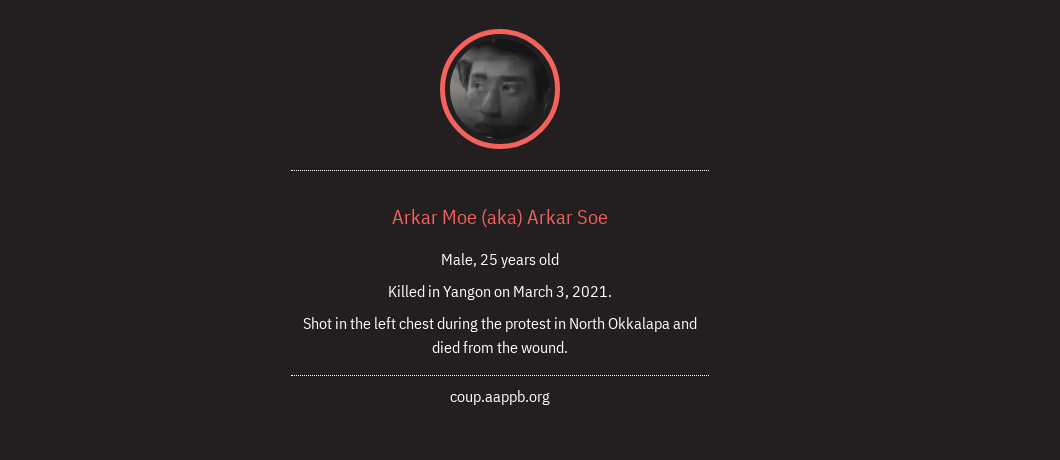 Arkar Moe (aka) Arkar Soe
Male, 25 years old
Killed in Yangon on March 3, 2021.
Shot in the left chest during the protest in North Okkalapa and
died from the wound.
coup.aappb.org